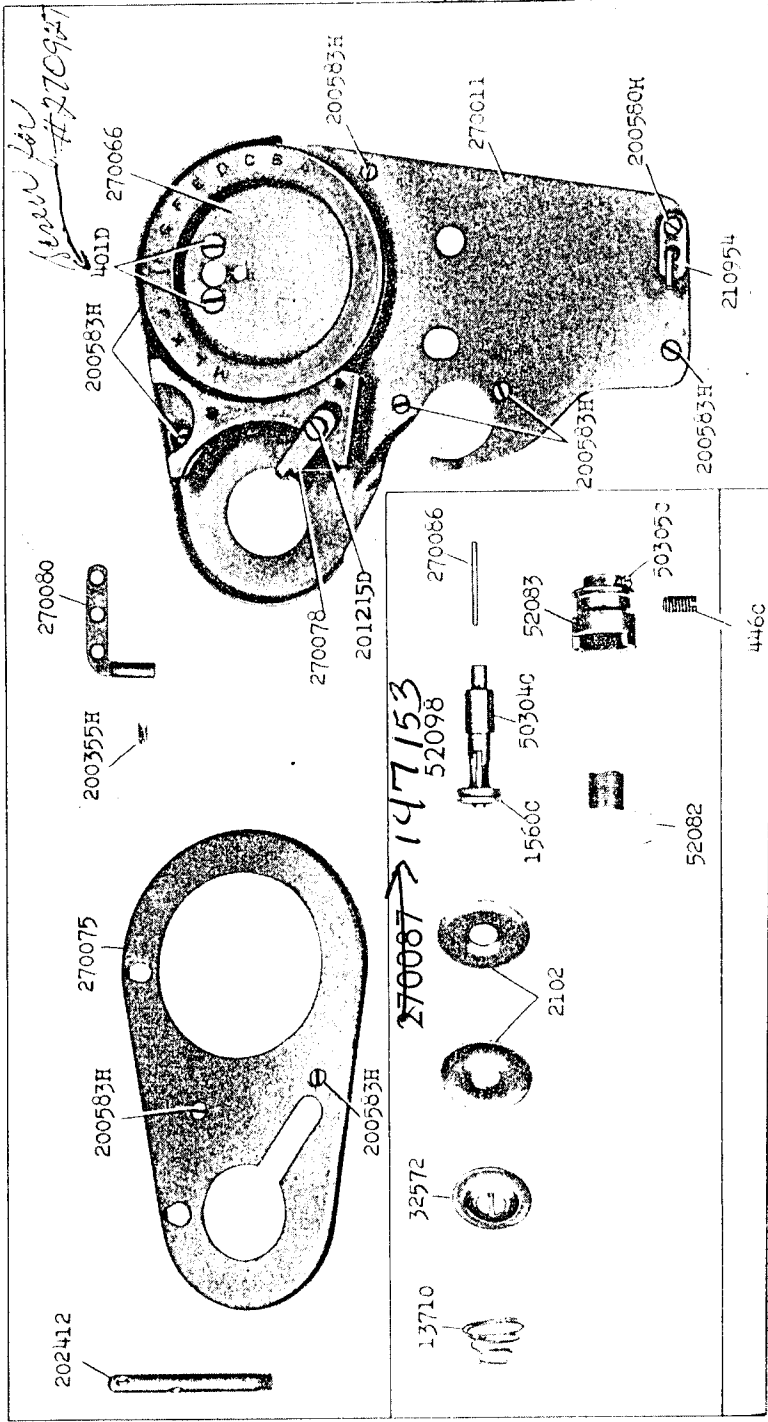 Screw for
#270927
202412
270075
200583H
200583H
200355H
270080
200583H
401D
270066
200583H
270011
200580H
210954
200583H
200583H
270078
201215D
M L K
I
G F E D C B A
13710
32572
2102
270087 → 147153
52098
1560C
50304C
270086
52082
52083
50305C
446C